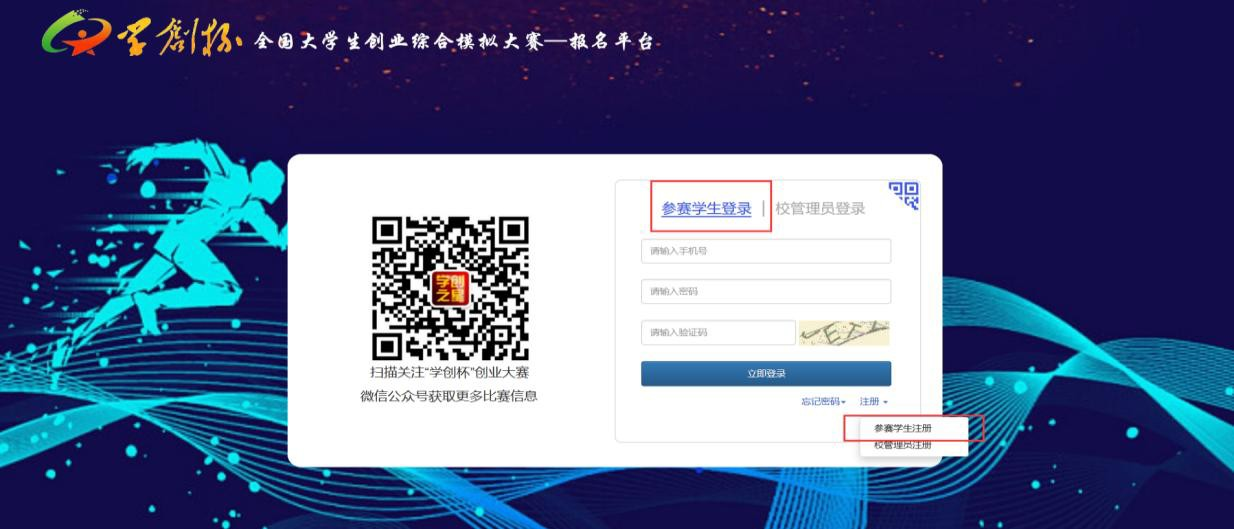 学创杯 全国大学生创业综合模拟大赛—报名平台
参赛学生登录 | 校管理员登录
请输入手机号
学创之星
请输入密码
请输入验证码
立即登录
扫描关注"学创杯"创业大赛
微信公众号获取更多比赛信息
忘记密码 注册
参赛学生注册
校管理员注册